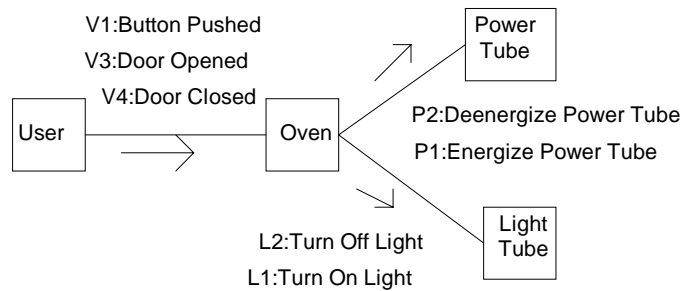 V1:Button Pushed
V3:Door Opened
V4:Door Closed
User
Oven
Power
Tube
P2:Deenergize Power Tube
P1:Energize Power Tube
L2:Turn Off Light
L1:Turn On Light
Light
Tube